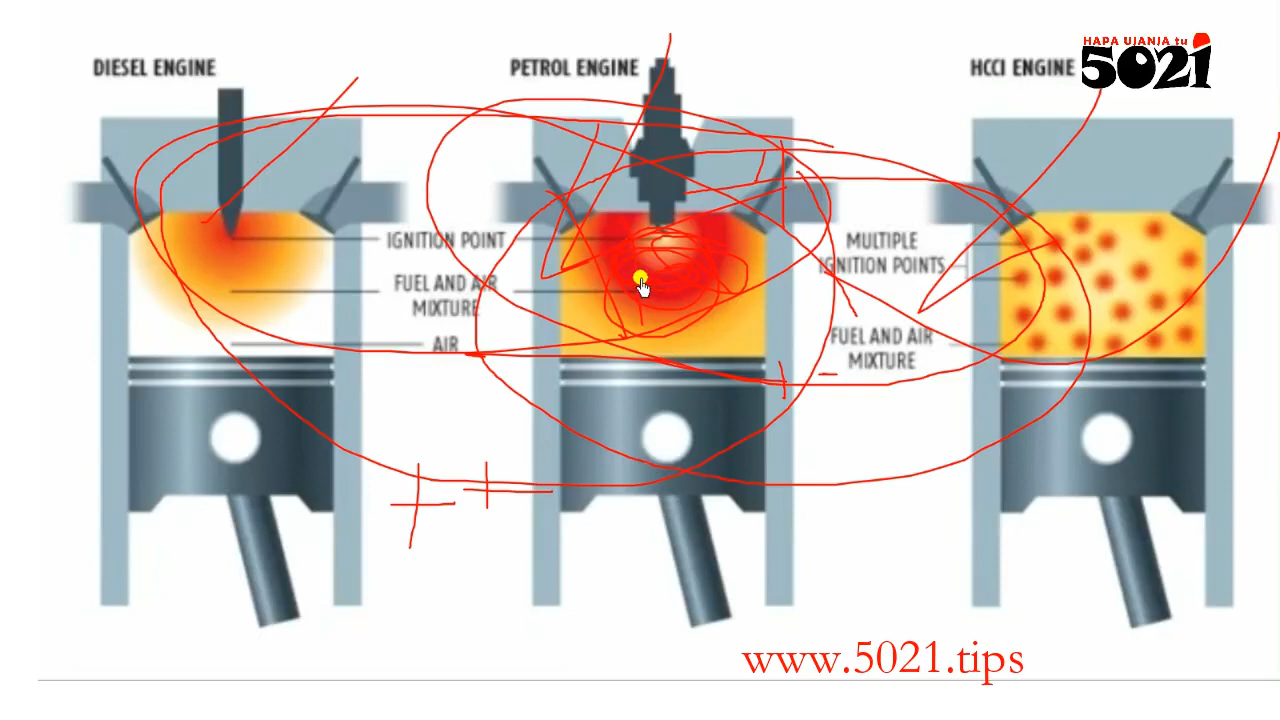 DIESEL ENGINE
PETROL ENGINE
HCCI ENGINE
HAPA UJANJA tu
5021
IGNITION POINT
FUEL AND AIR
MIXTURE
AIR
MULTIPLE
IGNITION POINTS
FUEL AND AIR
MIXTURE
++
+
-
www.5021.tips